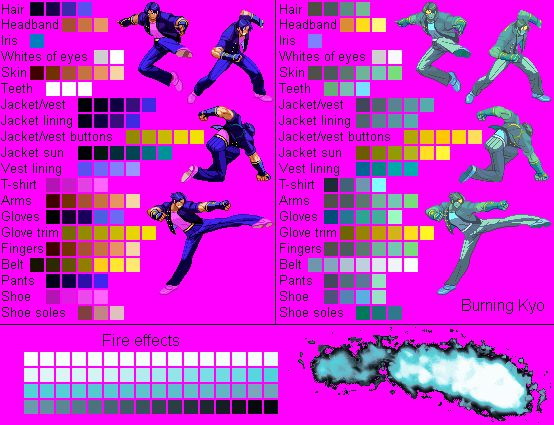 Hair
Headband
Iris
Whites of eyes
Skin
Teeth
Jacket/vest
Jacket lining
Jacket/vest buttons
Jacket sun
Vest lining
T-shirt
Arms
Gloves
Glove trim
Fingers
Belt
Pants
Shoe
Shoe soles
Hair
Headband
Iris
Whites of eyes
Skin
Teeth
Jacket/vest
Jacket lining
Jacket/vest buttons
Jacket sun
Vest lining
T-shirt
Arms
Gloves
Glove trim
Fingers
Belt
Pants
Shoe
Shoe soles
Burning Kyo
Fire effects